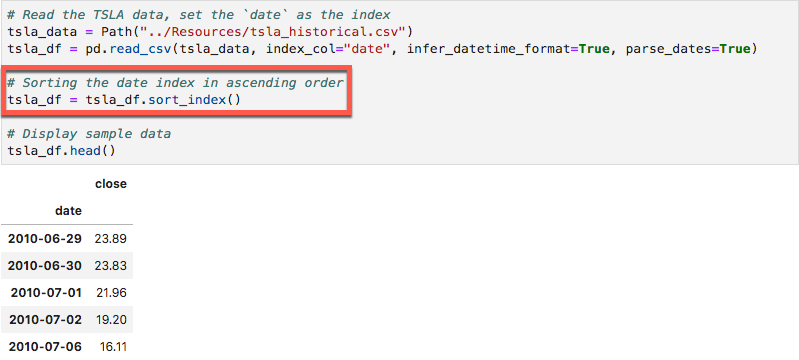 # Read the TSLA data, set the `date` as the index
tsla_data = Path("../Resources/tsla_historical.csv")
tsla_df = pd.read_csv(tsla_data, index_col="date", infer_datetime_format=True, parse_dates=True)
# Sorting the date index in ascending order
tsla_df = tsla_df.sort_index()
# Display sample data
tsla_df.head()
close
date
2010-06-29 23.89
2010-06-30 23.83
2010-07-01 21.96
2010-07-02 19.20
2010-07-06 16.11